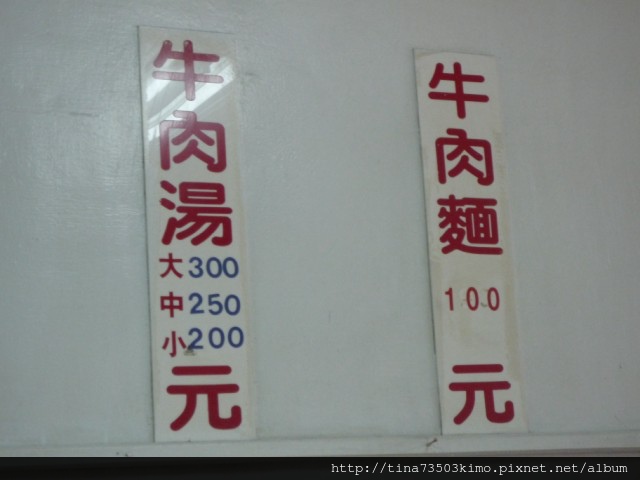 牛肉湯
大300
中250
小200
元
牛肉麵
100
元
http://tina73503kimo.pixnet.net/album